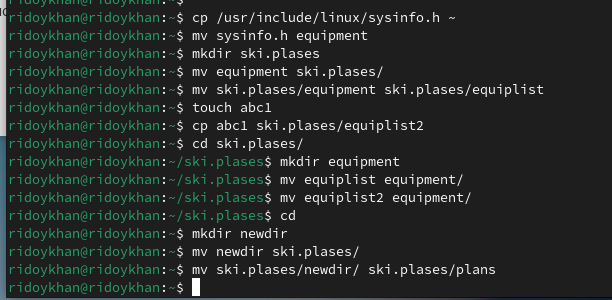 ridoykhan@ridoykhan:~$ cp /usr/include/linux/sysinfo.h ~
ridoykhan@ridoykhan:~$ mv sysinfo.h equipment
ridoykhan@ridoykhan:~$ mkdir ski.plases
ridoykhan@ridoykhan:~$ mv equipment ski.plases/
ridoykhan@ridoykhan:~$ mv ski.plases/equipment ski.plases/equiplist
ridoykhan@ridoykhan:~$ touch abc1
ridoykhan@ridoykhan:~$ cp abc1 ski.plases/equiplist2
ridoykhan@ridoykhan:~$ cd ski.plases/
ridoykhan@ridoykhan:~/ski.plases$ mkdir equipment
ridoykhan@ridoykhan:~/ski.plases$ mv equiplist equipment/
ridoykhan@ridoykhan:~/ski.plases$ mv equiplist2 equipment/
ridoykhan@ridoykhan:~/ski.plases$ cd
ridoykhan@ridoykhan:~$ mkdir newdir
ridoykhan@ridoykhan:~$ mv newdir ski.plases/
ridoykhan@ridoykhan:~$ mv ski.plases/newdir/ ski.plases/plans
ridoykhan@ridoykhan:~$